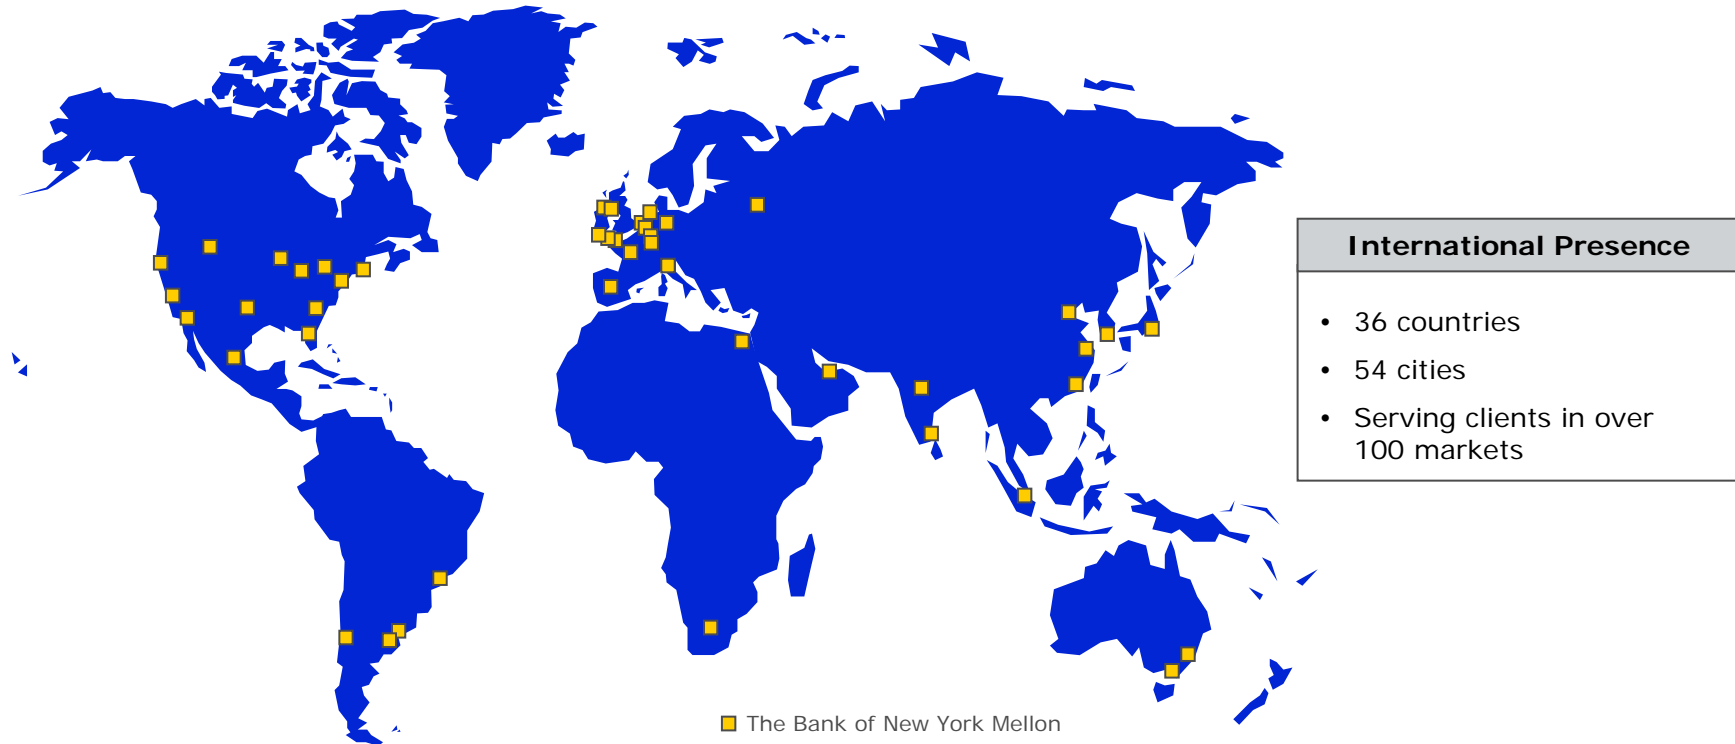 International Presence
• 36 countries
• 54 cities
• Serving clients in over
100 markets
The Bank of New York Mellon